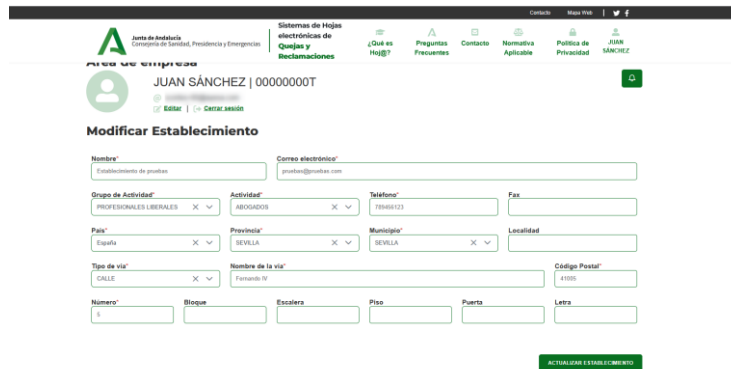 Contacto Mapa Web
Junta de Andalucía
Consejería de Sanidad, Presidencia y Emergencias
Sistemas de Hojas
electrónicas de
Quejas y
Reclamaciones
¿Qué es
Hoj@?
Preguntas
Frecuentes
Contacto
Normativa
Aplicable
Política de
Privacidad
JUAN
SÁNCHEZ
Área de empresa
JUAN SÁNCHEZ | 00000000T
Editar | Cerrar sesión
Modificar Establecimiento
Nombre* Correo electrónico*
Establecimiento de pruebas pruebas@pruebas.com
Grupo de Actividad* Actividad* Teléfono* Fax
PROFESIONALES LIBERALES ABOGADOS 789466123
País* Provincia* Municipio* Localidad
España SEVILLA SEVILLA
Tipo de vía* Nombre de la vía* Código Postal*
CALLE Fernando IV 41005
Número* Bloque Escalera Piso Puerta Letra
5
ACTUALIZAR ESTABLECIMIENTO